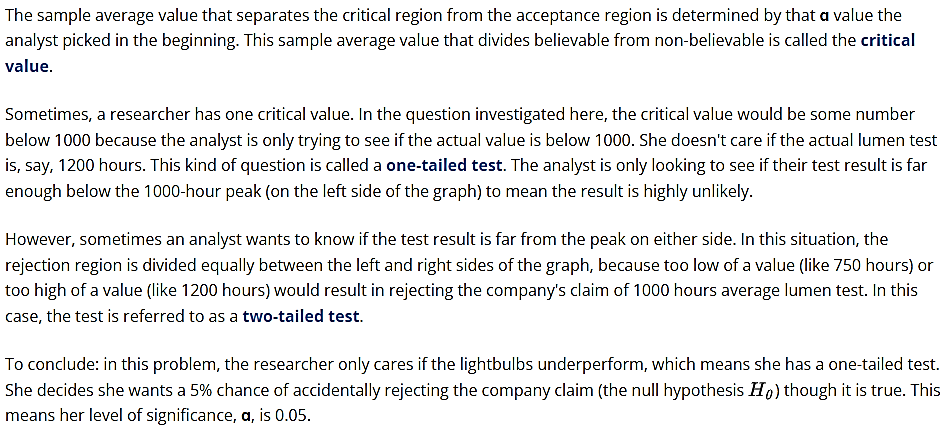 The sample average value that separates the critical region from the acceptance region is determined by that α value the
analyst picked in the beginning. This sample average value that divides believable from non-believable is called the critical
value.
Sometimes, a researcher has one critical value. In the question investigated here, the critical value would be some number
below 1000 because the analyst is only trying to see if the actual value is below 1000. She doesn't care if the actual lumen test
is, say, 1200 hours. This kind of question is called a one-tailed test. The analyst is only looking to see if their test result is far
enough below the 1000-hour peak (on the left side of the graph) to mean the result is highly unlikely.
However, sometimes an analyst wants to know if the test result is far from the peak on either side. In this situation, the
rejection region is divided equally between the left and right sides of the graph, because too low of a value (like 750 hours) or
too high of a value (like 1200 hours) would result in rejecting the company's claim of 1000 hours average lumen test. In this
case, the test is referred to as a two-tailed test.
To conclude: in this problem, the researcher only cares if the lightbulbs underperform, which means she has a one-tailed test.
She decides she wants a 5% chance of accidentally rejecting the company claim (the null hypothesis H₀) though it is true. This
means her level of significance, α, is 0.05.